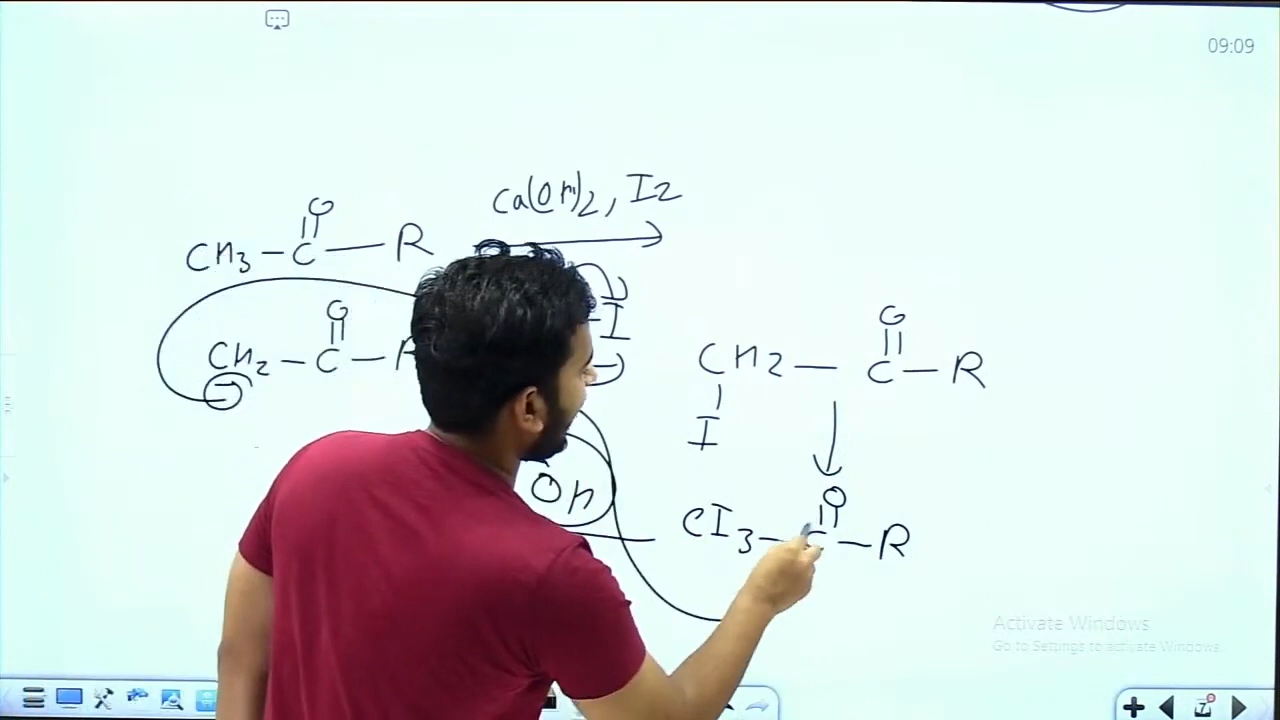 09:09
Ca(OH)2, I2
O
CH3 – C – R
O
CH2 – C –
I
O
CH2 – C – R
I
OH
O
CI3 – C – R
Activate Windows
Go to Settings to activate Windows.
7